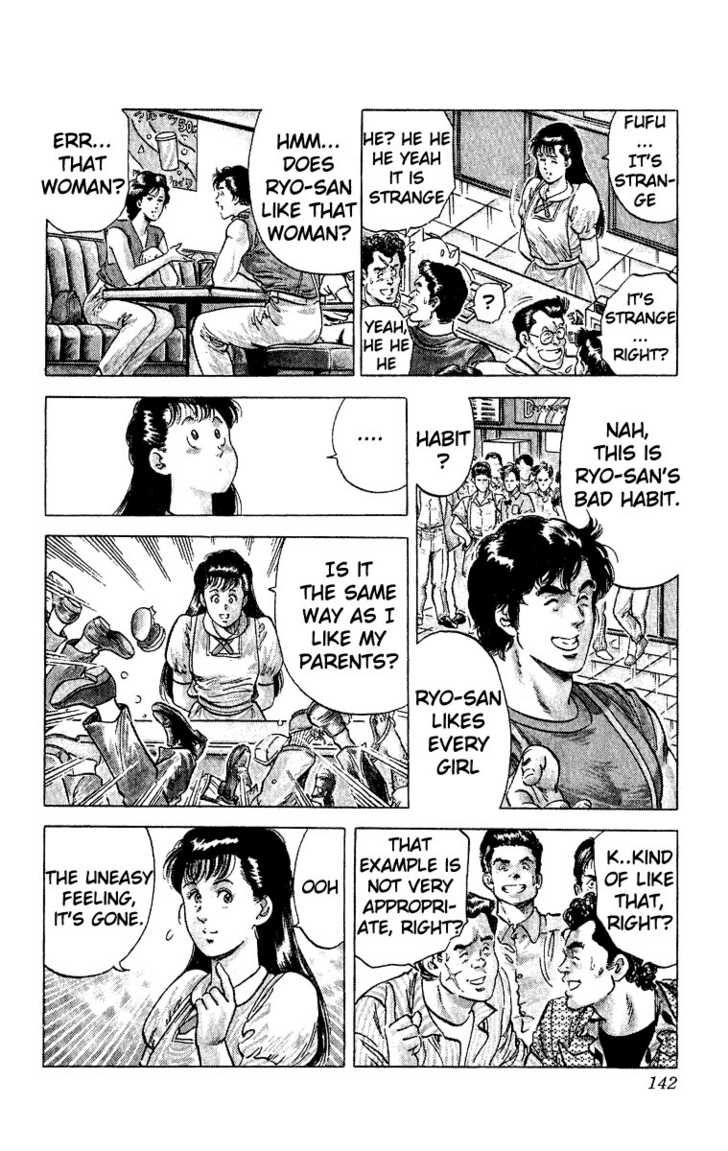 FUFU
...
IT'S
STRAN-
GE
HE? HE HE
HE YEAH
IT IS
STRANGE
?
IT'S
STRANGE
...
RIGHT?
YEAH,
HE HE
HE
HMM...
DOES
RYO-SAN
LIKE THAT
WOMAN?
ERR...
THAT
WOMAN?
50
NAH,
THIS IS
RYO-SAN'S
BAD HABIT.
HABIT
?
RYO-SAN
LIKES
EVERY
GIRL
....
IS IT
THE SAME
WAY AS I
LIKE MY
PARENTS?
K..KIND
OF LIKE
THAT,
RIGHT?
THAT
EXAMPLE IS
NOT VERY
APPROPRI-
ATE, RIGHT?
OOH
THE UNEASY
FEELING,
IT'S GONE.
142